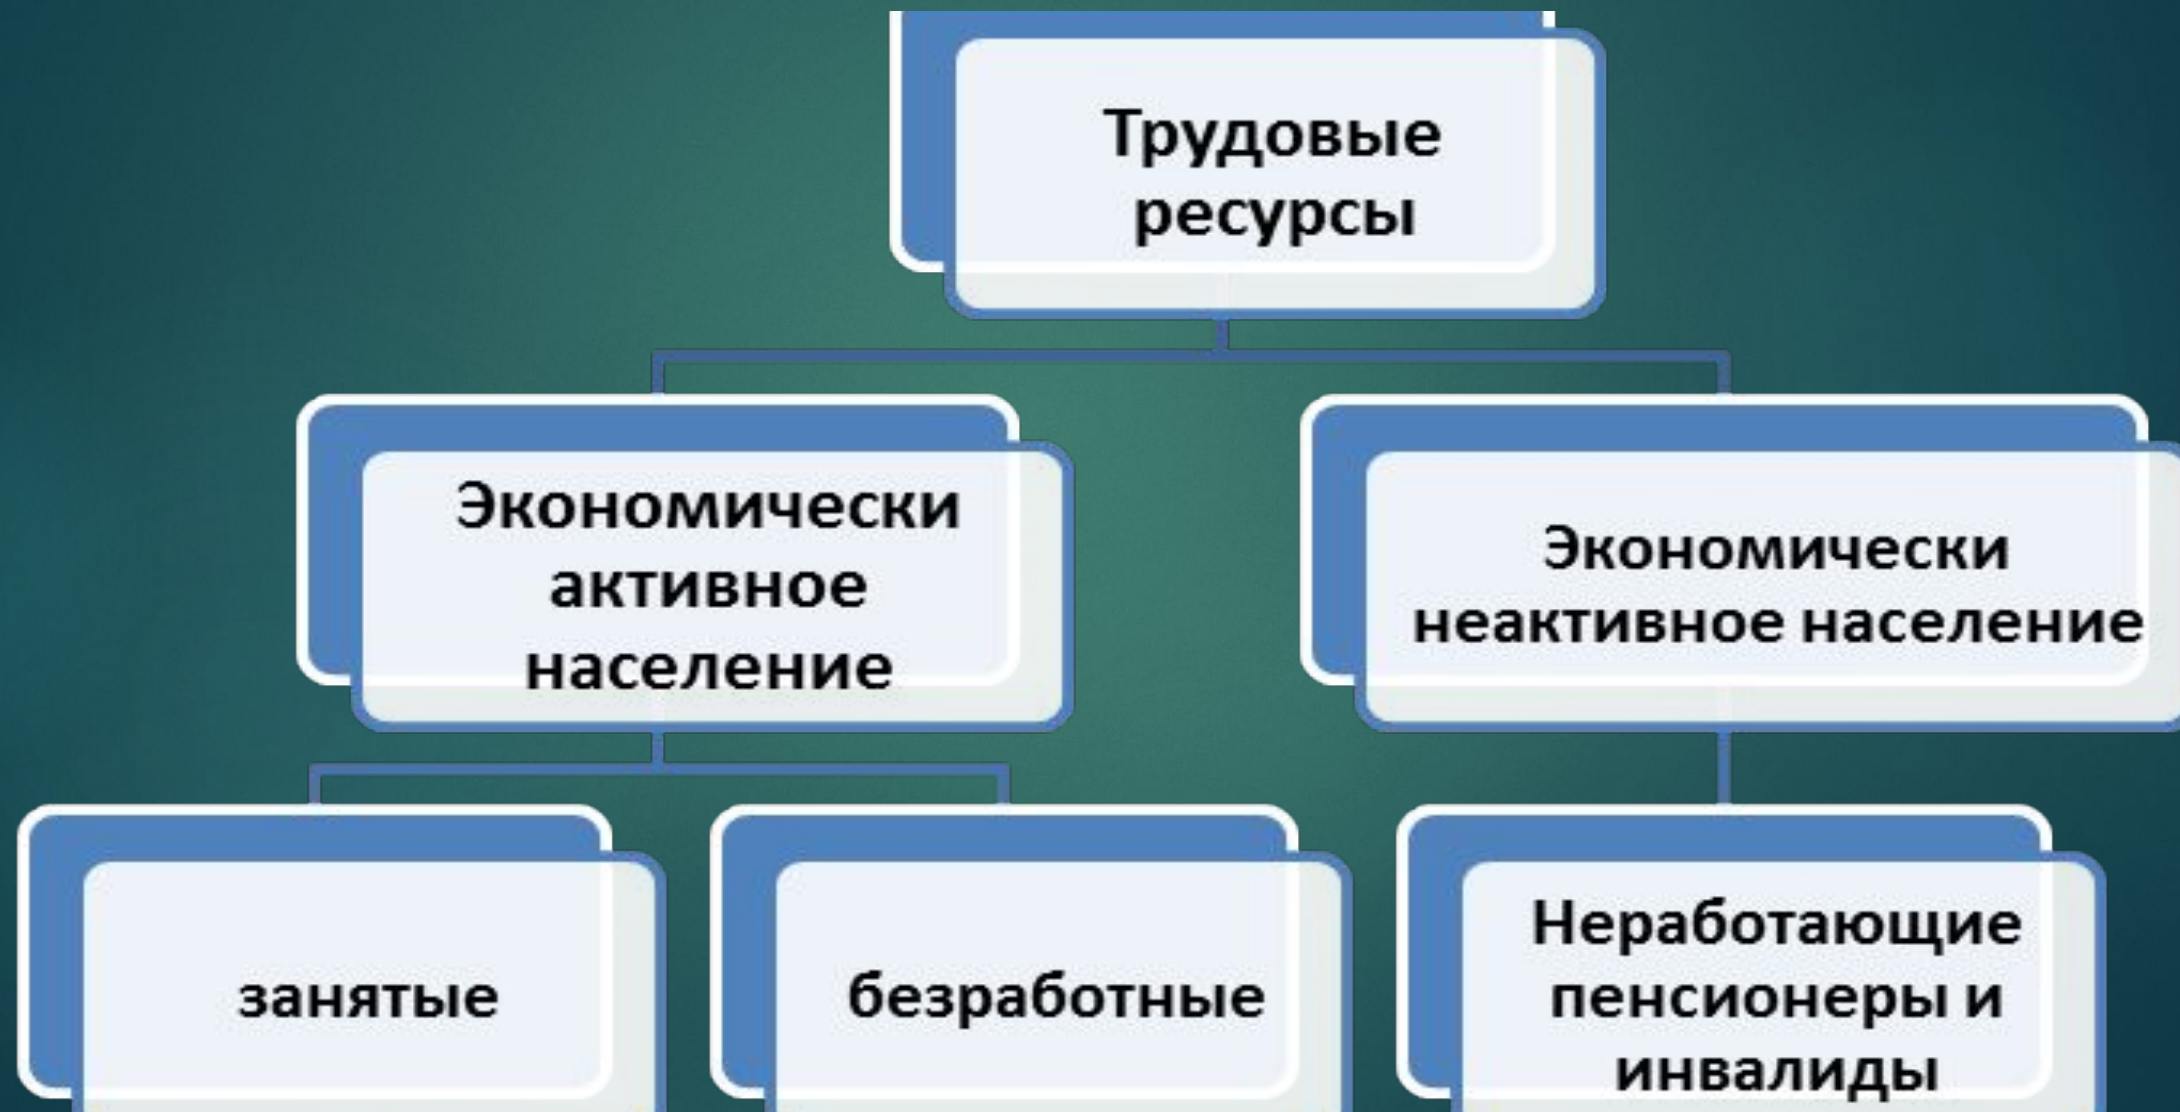 Трудовые
ресурсы
Экономически
активное
население
Экономически
неактивное население
занятые
безработные
Неработающие
пенсионеры и
инвалиды